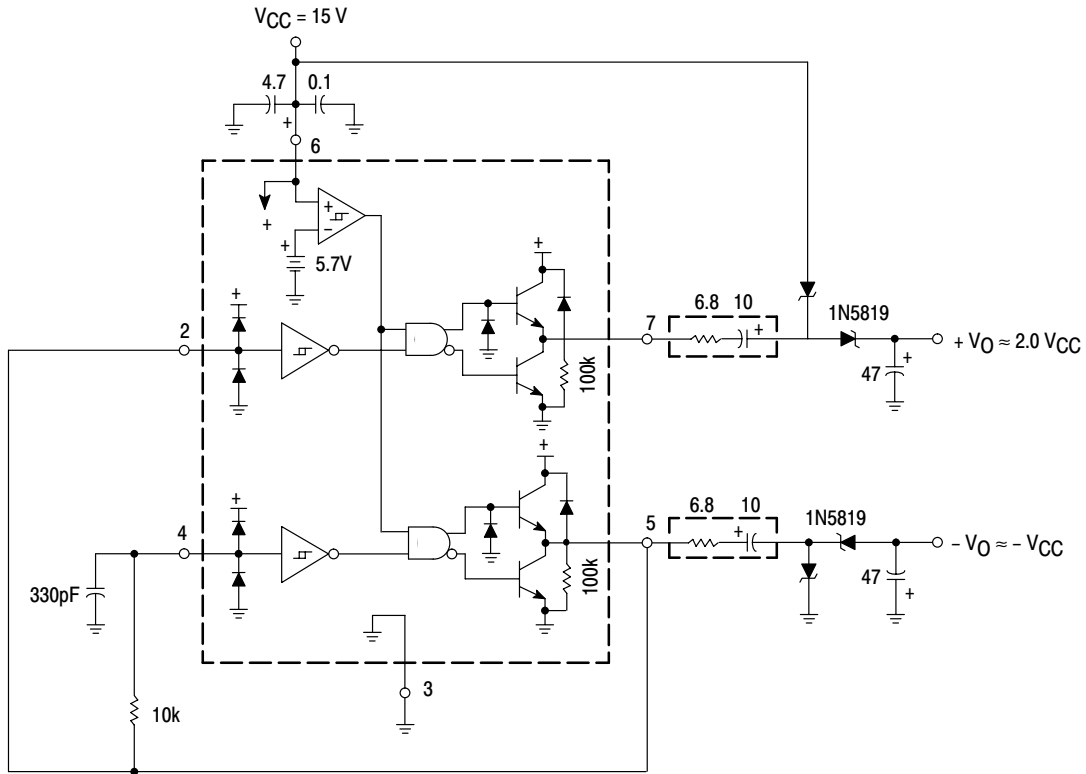 VCC = 15 V
4.7
0.1
+
6
+
+
−
+
5.7V
+
+
2
7
6.8
10
+
1N5819
+ VO ≈ 2.0 VCC
47
+
100k
+
+
4
5
6.8
10
+
1N5819
− VO ≈ − VCC
47
+
100k
330pF
3
10k